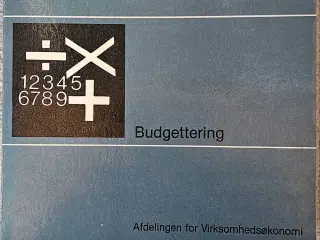 ÷×
12345
6789+
Budgettering
Afdelingen for Virksomhedsøkonomi